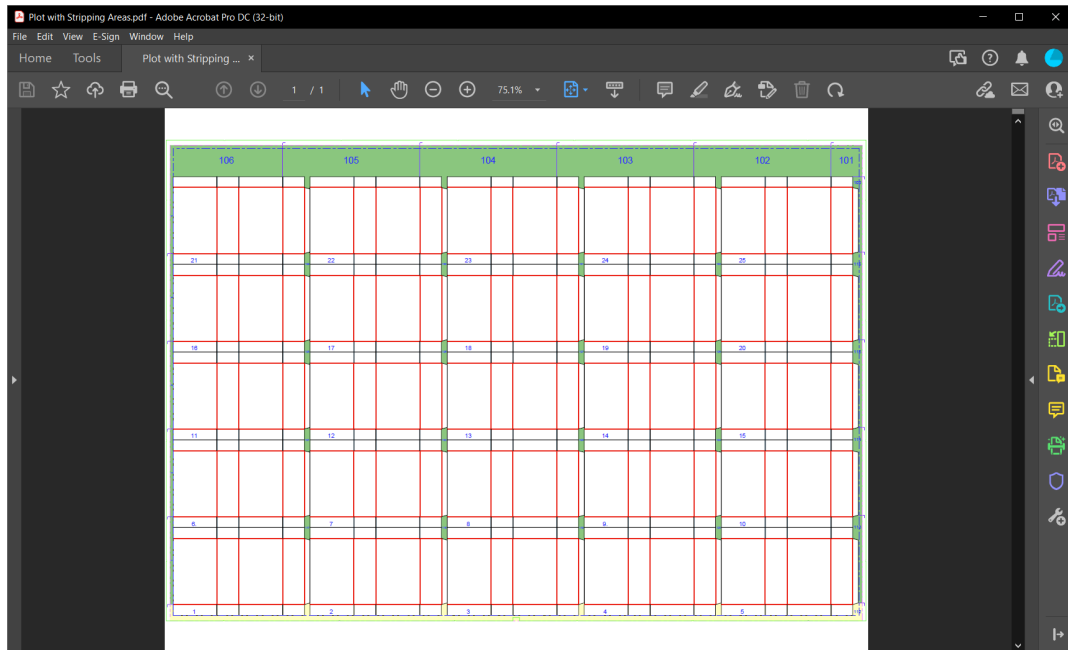 Plot with Stripping Areas.pdf - Adobe Acrobat Pro DC (32-bit)
File Edit View E-Sign Window Help
Home Tools Plot with Stripping ... ×
1 / 1 75.1%
106 105 104 103 102 101
21 22 23 24 25
16 17 18 19 20
11 12 13 14 15
6. 7 8 9. 10
1 2 3 4 5